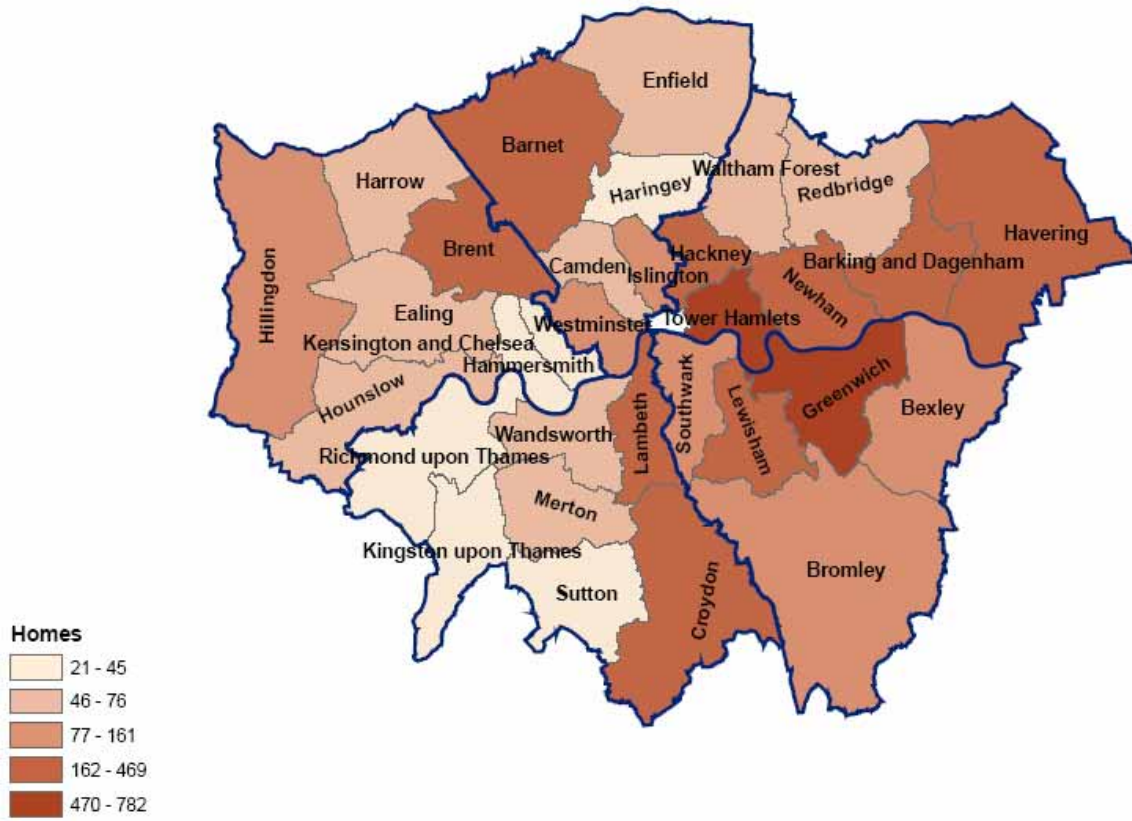 Enfield
Barnet
Haringey
Waltham Forest
Redbridge
Harrow
Havering
Brent
Hackney
Camden
Islington
Barking and Dagenham
Newham
Hillingdon
Ealing
Westminster
Tower Hamlets
Kensington and Chelsea
Hammersmith
Hounslow
Greenwich
Bexley
Southwark
Lewisham
Lambeth
Wandsworth
Richmond upon Thames
Merton
Kingston upon Thames
Sutton
Croydon
Bromley
Homes
21 - 45
46 - 76
77 - 161
162 - 469
470 - 782